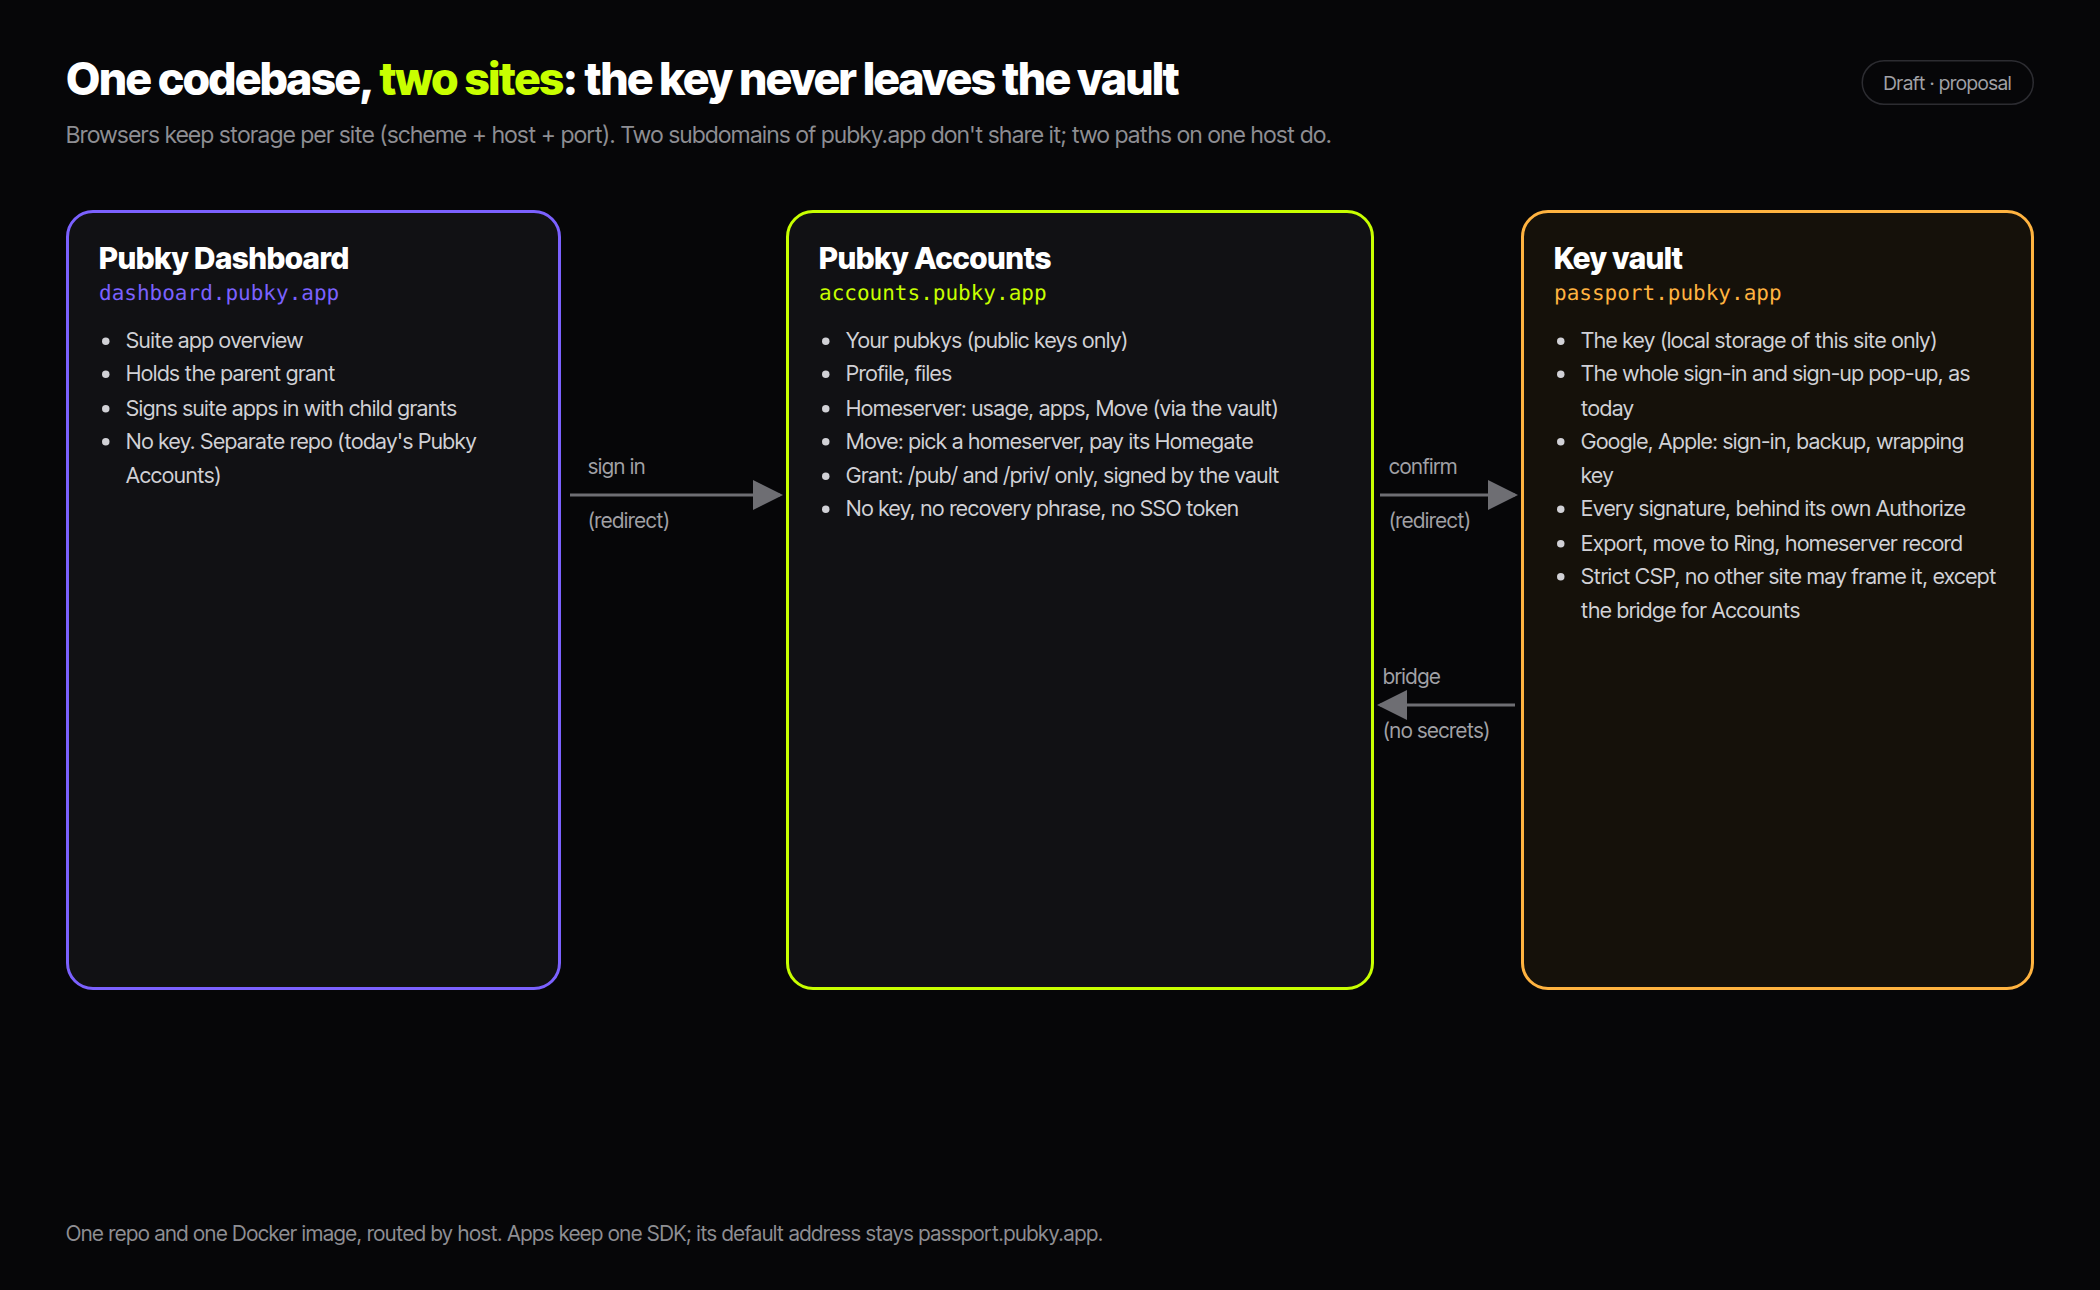 One codebase, two sites: the key never leaves the vault
Draft · proposal
Browsers keep storage per site (scheme + host + port). Two subdomains of pubky.app don't share it; two paths on one host do.
Pubky Dashboard
dashboard.pubky.app
• Suite app overview
• Holds the parent grant
• Signs suite apps in with child grants
• No key. Separate repo (today's Pubky
Accounts)
sign in
(redirect)
Pubky Accounts
accounts.pubky.app
• Your pubkys (public keys only)
• Profile, files
• Homeserver: usage, apps, Move (via the vault)
• Move: pick a homeserver, pay its Homegate
• Grant: /pub/ and /priv/ only, signed by the vault
• No key, no recovery phrase, no SSO token
confirm
(redirect)
bridge
(no secrets)
Key vault
passport.pubky.app
• The key (local storage of this site only)
• The whole sign-in and sign-up pop-up, as
today
• Google, Apple: sign-in, backup, wrapping
key
• Every signature, behind its own Authorize
• Export, move to Ring, homeserver record
• Strict CSP, no other site may frame it, except
the bridge for Accounts
One repo and one Docker image, routed by host. Apps keep one SDK; its default address stays passport.pubky.app.